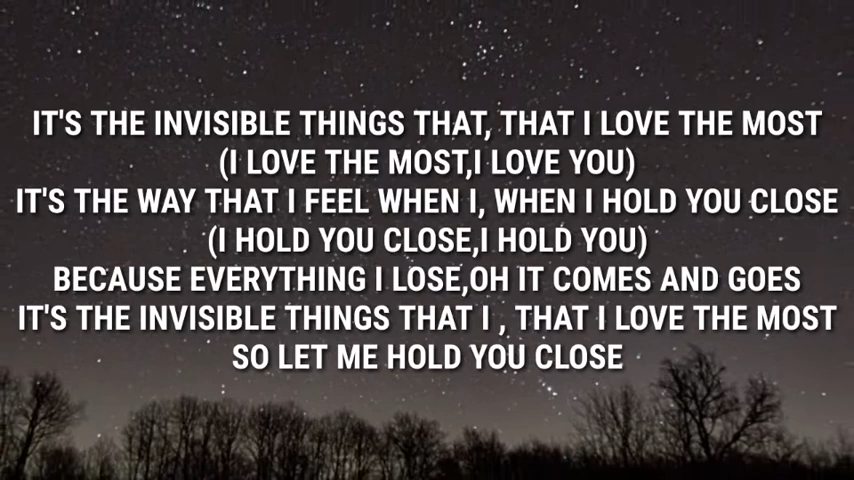 IT'S THE INVISIBLE THINGS THAT, THAT I LOVE THE MOST
(I LOVE THE MOST,I LOVE YOU)
IT'S THE WAY THAT I FEEL WHEN I, WHEN I HOLD YOU CLOSE
(I HOLD YOU CLOSE,I HOLD YOU)
BECAUSE EVERYTHING I LOSE,OH IT COMES AND GOES
IT'S THE INVISIBLE THINGS THAT I , THAT I LOVE THE MOST
SO LET ME HOLD YOU CLOSE